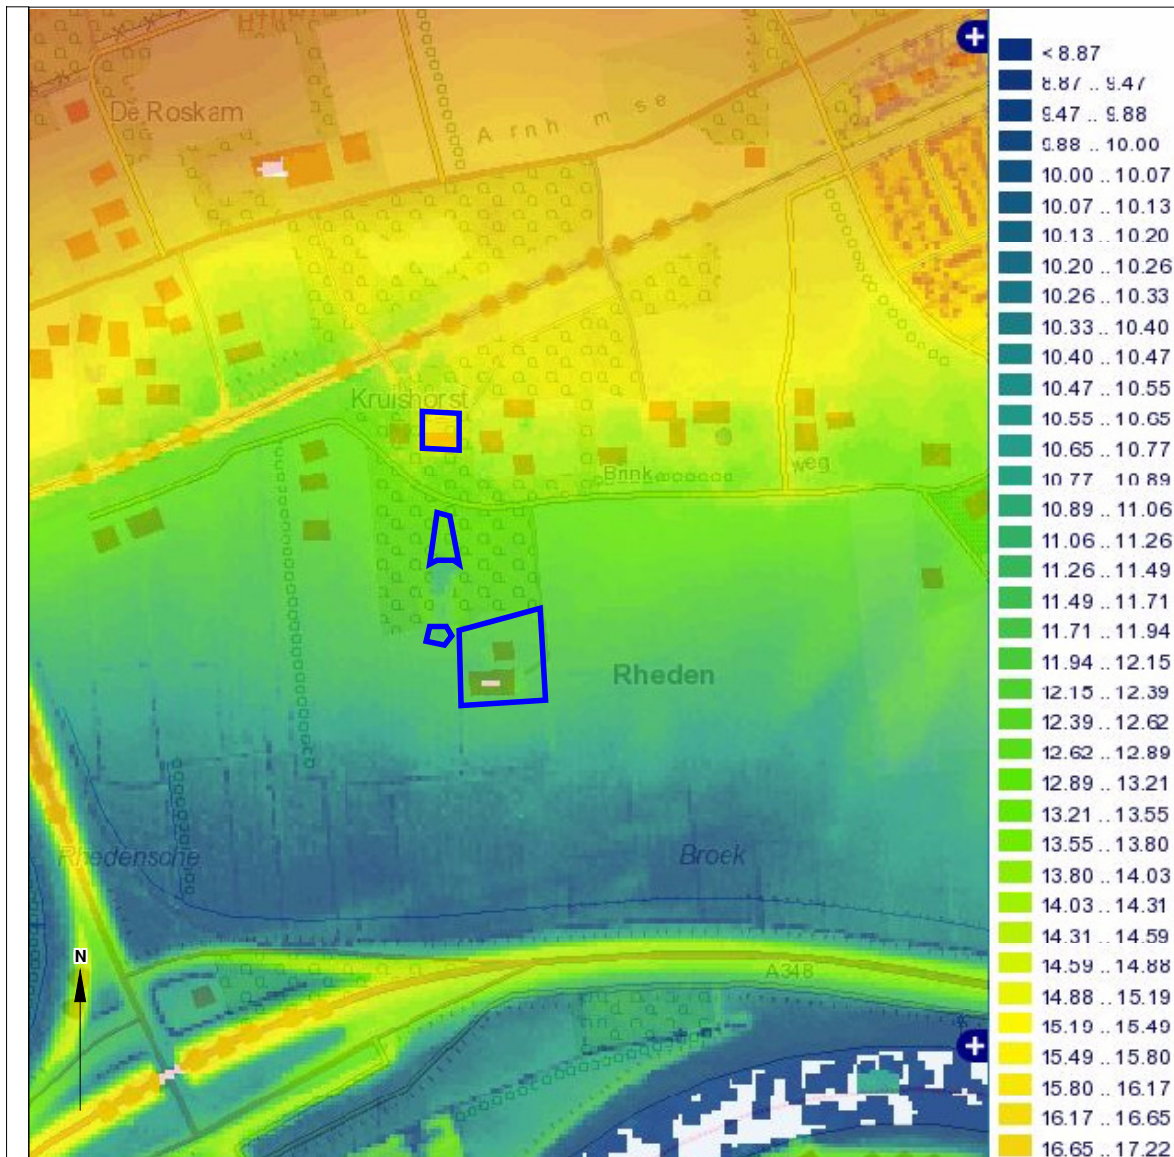 De Roskam
Arnh m se
Kruishorst
Brink weg
Rheden
Rhedensche Broek
A348
N
< 8.87
8.87 .. 9.47
9.47 .. 9.88
9.88 .. 10.00
10.00 .. 10.07
10.07 .. 10.13
10.13 .. 10.20
10.20 .. 10.26
10.26 .. 10.33
10.33 .. 10.40
10.40 .. 10.47
10.47 .. 10.55
10.55 .. 10.65
10.65 .. 10.77
10.77 .. 10.89
10.89 .. 11.06
11.06 .. 11.26
11.26 .. 11.49
11.49 .. 11.71
11.71 .. 11.94
11.94 .. 12.15
12.15 .. 12.39
12.39 .. 12.62
12.62 .. 12.89
12.89 .. 13.21
13.21 .. 13.55
13.55 .. 13.80
13.80 .. 14.03
14.03 .. 14.31
14.31 .. 14.59
14.59 .. 14.88
14.88 .. 15.19
15.19 .. 15.49
15.49 .. 15.80
15.80 .. 16.17
16.17 .. 16.65
16.65 .. 17.22